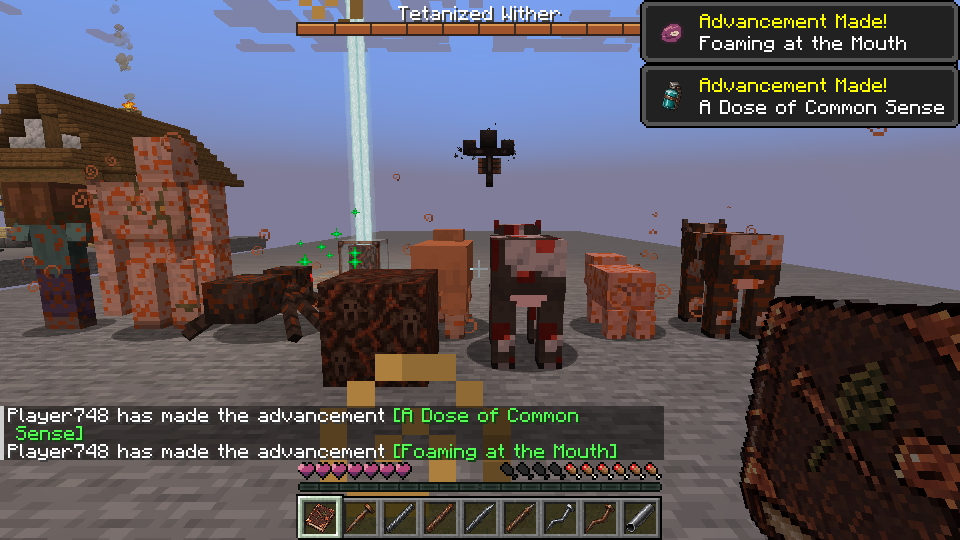 Tetanized Wither
Advancement Made!
Foaming at the Mouth
Advancement Made!
A Dose of Common Sense
Player748 has made the advancement [A Dose of Common
Sense]
Player748 has made the advancement [Foaming at the Mouth]